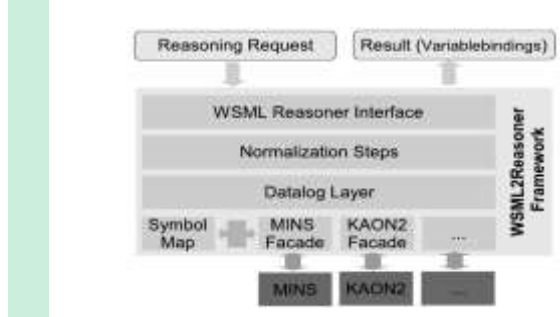 Reasoning Request
Result (Variablebindings)
WSML Reasoner Interface
Normalization Steps
Datalog Layer
Symbol
Map
MINS
Facade
KAON2
Facade
...
WSML2Reasoner
Framework
MINS
KAON2
...